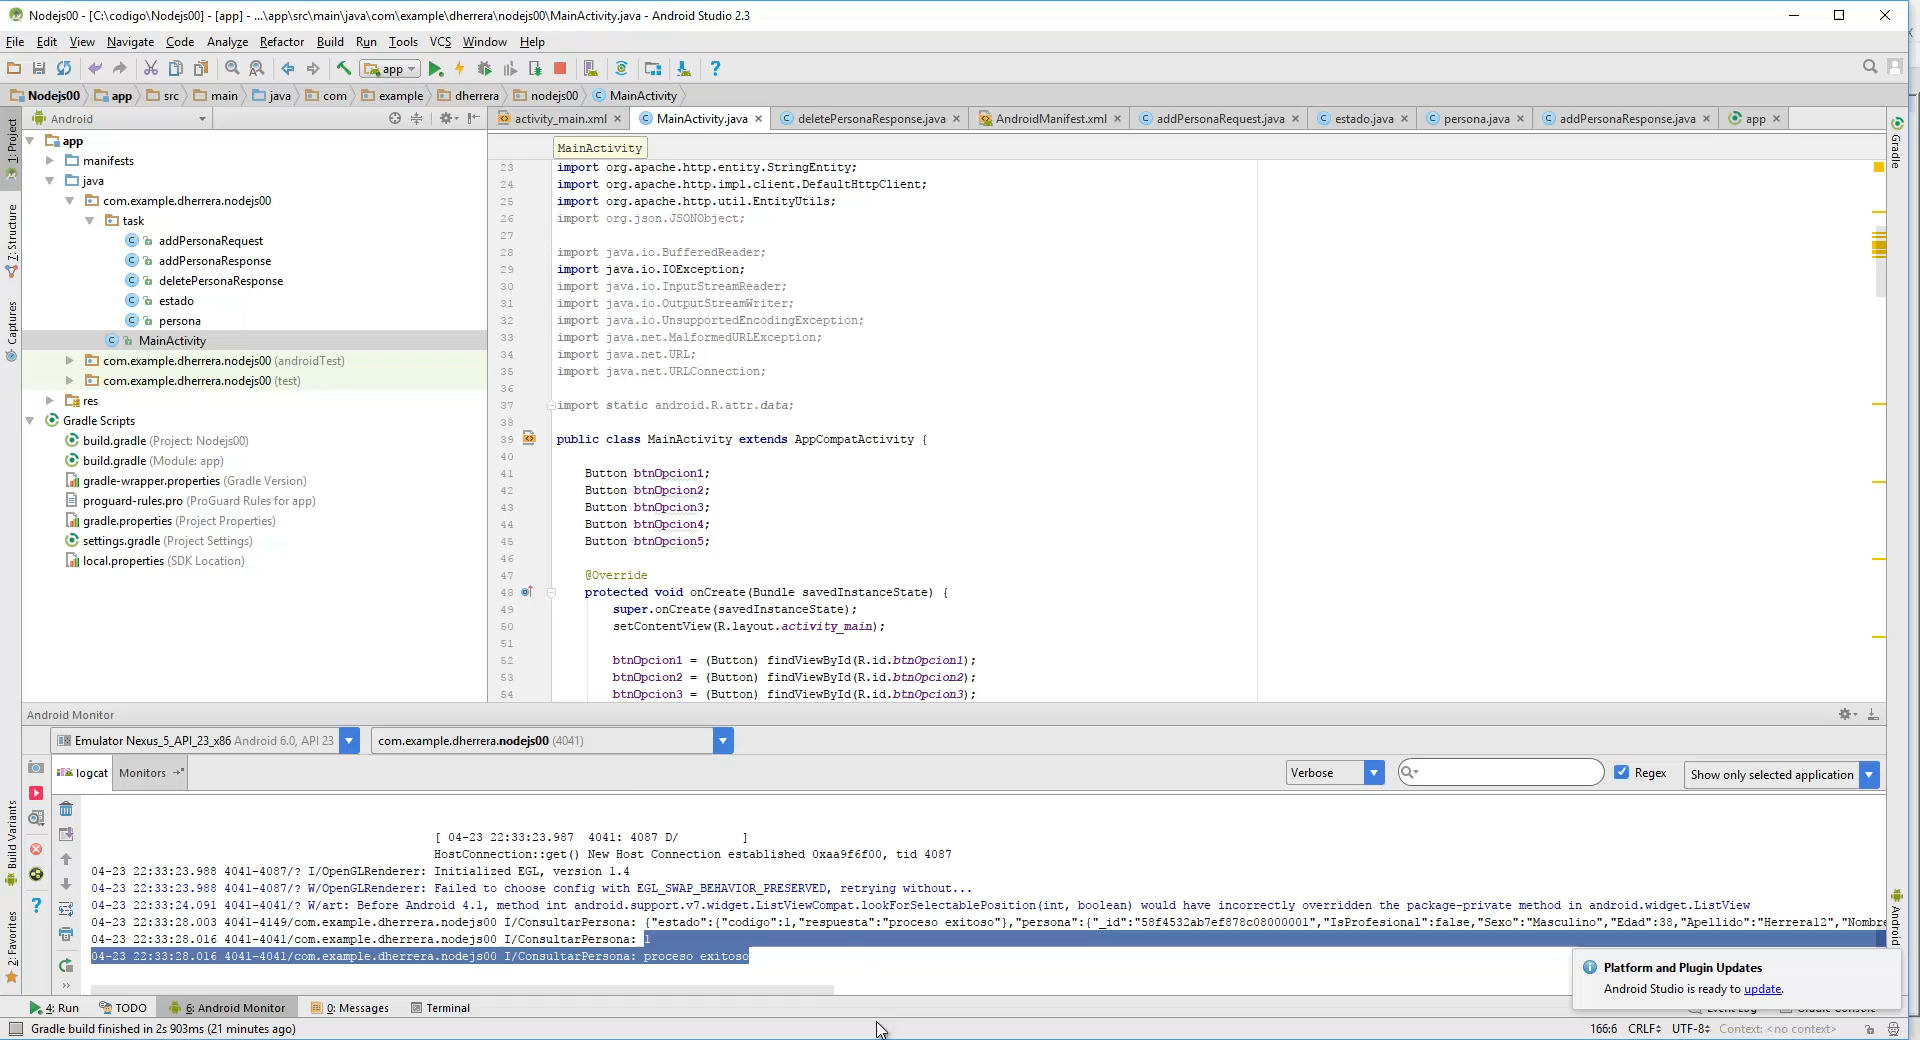 Nodejs00 - [C:\codigo\Nodejs00] - [app] - ...\app\src\main\java\com\example\dherrera\nodejs00\MainActivity.java - Android Studio 2.3
File Edit View Navigate Code Analyze Refactor Build Run Tools VCS Window Help
app
Nodejs00 app src main java com example dherrera nodejs00 MainActivity
Android
activity_main.xml MainActivity.java deletePersonaResponse.java AndroidManifest.xml addPersonaRequest.java estado.java persona.java addPersonaResponse.java app
1: Project
7: Structure
Captures
Build Variants
2: Favorites
Gradle
Android
app
manifests
java
com.example.dherrera.nodejs00
task
addPersonaRequest
addPersonaResponse
deletePersonaResponse
estado
persona
MainActivity
com.example.dherrera.nodejs00 (androidTest)
com.example.dherrera.nodejs00 (test)
res
Gradle Scripts
build.gradle (Project: Nodejs00)
build.gradle (Module: app)
gradle-wrapper.properties (Gradle Version)
proguard-rules.pro (ProGuard Rules for app)
gradle.properties (Project Properties)
settings.gradle (Project Settings)
local.properties (SDK Location)
MainActivity
23 import org.apache.http.entity.StringEntity;
24 import org.apache.http.impl.client.DefaultHttpClient;
25 import org.apache.http.util.EntityUtils;
26 import org.json.JSONObject;
27
28 import java.io.BufferedReader;
29 import java.io.IOException;
30 import java.io.InputStreamReader;
31 import java.io.OutputStreamWriter;
32 import java.io.UnsupportedEncodingException;
33 import java.net.MalformedURLException;
34 import java.net.URL;
35 import java.net.URLConnection;
36
37 import static android.R.attr.data;
38
39 public class MainActivity extends AppCompatActivity {
40
41 Button btnOpcion1;
42 Button btnOpcion2;
43 Button btnOpcion3;
44 Button btnOpcion4;
45 Button btnOpcion5;
46
47 @Override
48 protected void onCreate(Bundle savedInstanceState) {
49 super.onCreate(savedInstanceState);
50 setContentView(R.layout.activity_main);
51
52 btnOpcion1 = (Button) findViewById(R.id.btnOpcion1);
53 btnOpcion2 = (Button) findViewById(R.id.btnOpcion2);
54 btnOpcion3 = (Button) findViewById(R.id.btnOpcion3);
Android Monitor
Emulator Nexus_5_API_23_x86 Android 6.0, API 23 com.example.dherrera.nodejs00 (4041)
logcat Monitors Verbose Regex Show only selected application
[ 04-23 22:33:23.987 4041: 4087 D/ ]
HostConnection::get() New Host Connection established 0xaa9f6f00, tid 4087
04-23 22:33:23.988 4041-4087/? I/OpenGLRenderer: Initialized EGL, version 1.4
04-23 22:33:23.988 4041-4087/? W/OpenGLRenderer: Failed to choose config with EGL_SWAP_BEHAVIOR_PRESERVED, retrying without...
04-23 22:33:24.091 4041-4041/? W/art: Before Android 4.1, method int android.support.v7.widget.ListViewCompat.lookForSelectablePosition(int, boolean) would have incorrectly overridden the package-private method in android.widget.ListView
04-23 22:33:28.003 4041-4149/com.example.dherrera.nodejs00 I/ConsultarPersona: {"estado":{"codigo":1,"respuesta":"proceso exitoso"},"persona":{"_id":"58f4532ab7ef878c08000001","IsProfesional":false,"Sexo":"Masculino","Edad":38,"Apellido":"Herrera12","Nombre
04-23 22:33:28.016 4041-4041/com.example.dherrera.nodejs00 I/ConsultarPersona: 1
04-23 22:33:28.016 4041-4041/com.example.dherrera.nodejs00 I/ConsultarPersona: proceso exitoso
Platform and Plugin Updates
Android Studio is ready to update.
4: Run TODO 6: Android Monitor 0: Messages Terminal Event Log Gradle Console
Gradle build finished in 2s 903ms (21 minutes ago) 166:6 CRLF UTF-8 Context: <no context>